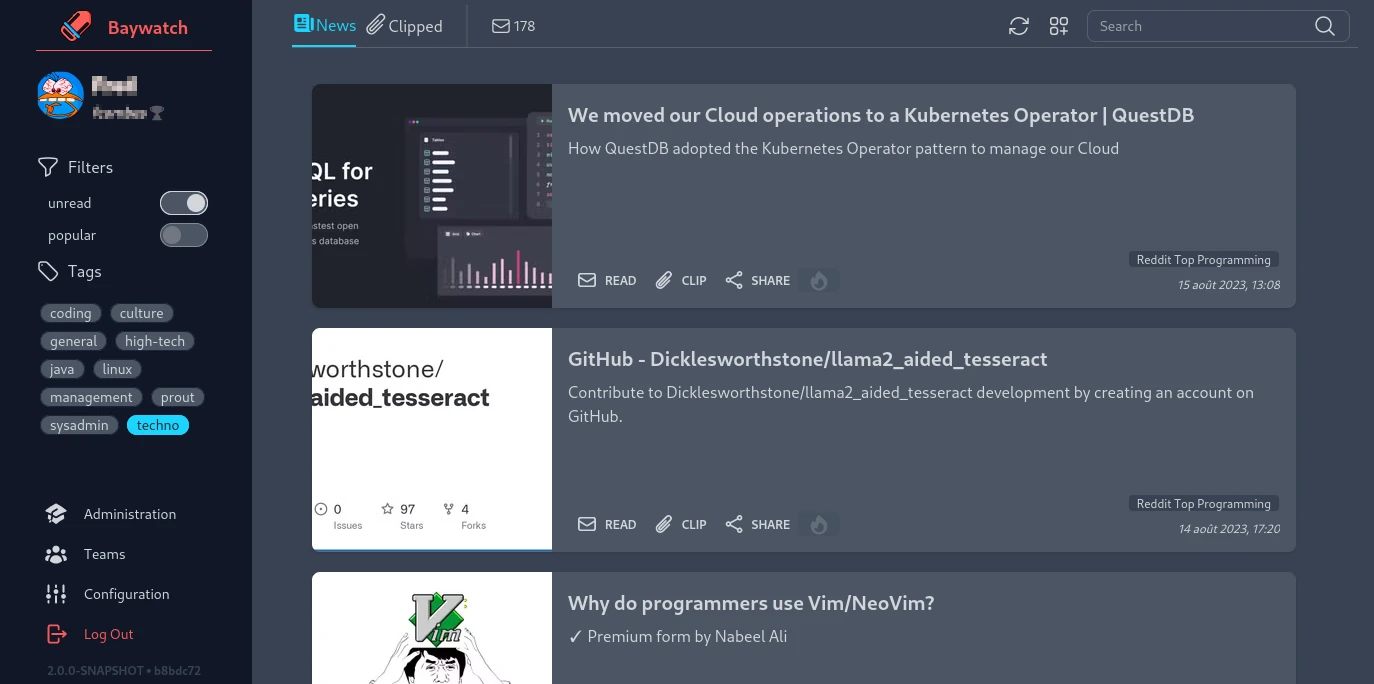 Baywatch
Filters
unread
popular
Tags
coding
culture
general
high-tech
java
linux
management
prout
sysadmin
techno
Administration
Teams
Configuration
Log Out
2.0.0-SNAPSHOT • b8bdc72
News
Clipped
178
Search
QL for
eries
stest open
s database
We moved our Cloud operations to a Kubernetes Operator | QuestDB
How QuestDB adopted the Kubernetes Operator pattern to manage our Cloud
READ
CLIP
SHARE
Reddit Top Programming
15 août 2023, 13:08
worthstone/
aided_tesseract
0
Issues
97
Stars
4
Forks
GitHub - Dicklesworthstone/llama2_aided_tesseract
Contribute to Dicklesworthstone/llama2_aided_tesseract development by creating an account on
GitHub.
READ
CLIP
SHARE
Reddit Top Programming
14 août 2023, 17:20
Vim
Why do programmers use Vim/NeoVim?
✓ Premium form by Nabeel Ali